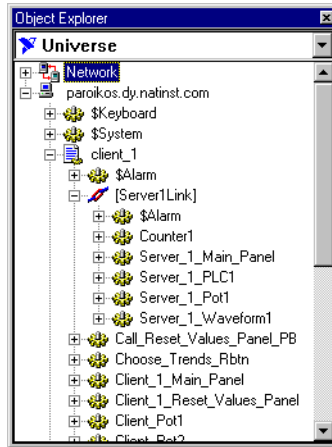 Object Explorer
Universe
Network
paroikos.dy.natinst.com
$Keyboard
$System
client_1
$Alarm
[Server1Link]
$Alarm
Counter1
Server_1_Main_Panel
Server_1_PLC1
Server_1_Pot1
Server_1_Waveform1
Call_Reset_Values_Panel_PB
Choose_Trends_Rbtn
Client_1_Main_Panel
Client_1_Reset_Values_Panel
Client_Pot1
Client_Pot2